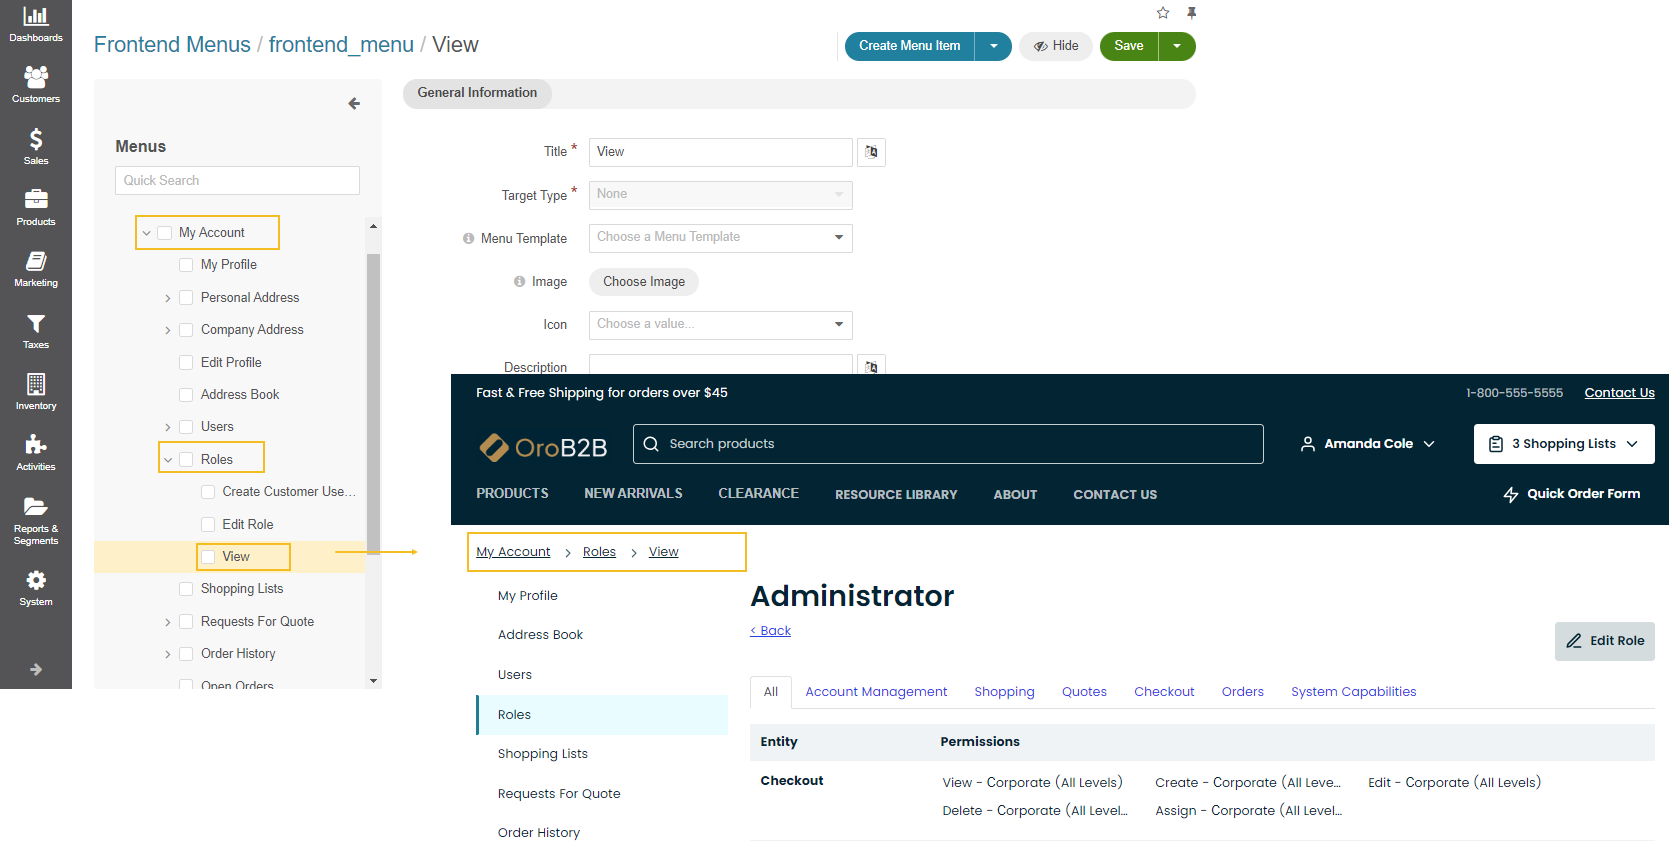 Dashboards
Customers
Sales
Products
Marketing
Taxes
Inventory
Activities
Reports &
Segments
System
Frontend Menus / frontend_menu / View
Create Menu Item
Hide
Save
Menus
Quick Search
My Account
My Profile
Personal Address
Company Address
Edit Profile
Address Book
Users
Roles
Create Customer Use...
Edit Role
View
Shopping Lists
Requests For Quote
Order History
Open Orders
General Information
Title * View
Target Type * None
Menu Template Choose a Menu Template
Image Choose Image
Icon Choose a value...
Description
Fast & Free Shipping for orders over $45
1-800-555-5555 Contact Us
OroB2B
Search products
Amanda Cole
3 Shopping Lists
PRODUCTS NEW ARRIVALS CLEARANCE RESOURCE LIBRARY ABOUT CONTACT US
Quick Order Form
My Account > Roles > View
My Profile
Address Book
Users
Roles
Shopping Lists
Requests For Quote
Order History
Administrator
< Back
Edit Role
All Account Management Shopping Quotes Checkout Orders System Capabilities
Entity Permissions
Checkout View - Corporate (All Levels) Create - Corporate (All Leve... Edit - Corporate (All Levels)
Delete - Corporate (All Level... Assign - Corporate (All Level...